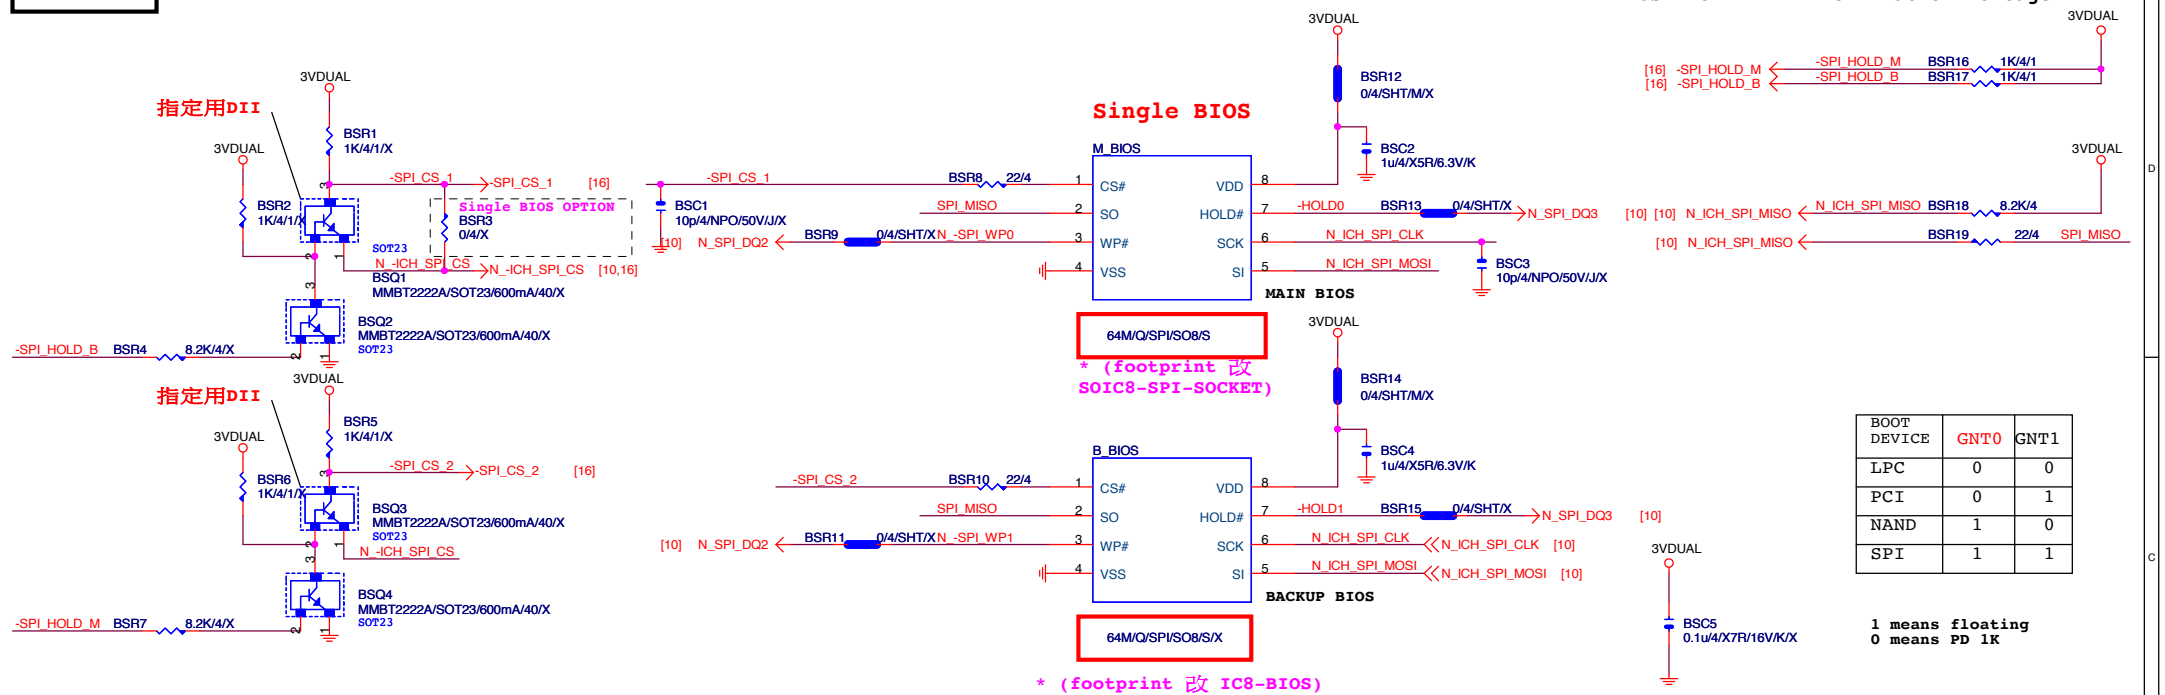 3VDUAL
指定用DII
BSR1
1K/4/1/X
3VDUAL
BSR2
1K/4/1/X
3
-SPI_CS_1
-SPI_CS_1 [16]
Single BIOS OPTION
BSR3
0/4/X
SOT23
2
1
N_-ICH_SPI_CS
N_-ICH_SPI_CS [10,16]
BSQ1
MMBT2222A/SOT23/600mA/40/X
3
BSQ2
MMBT2222A/SOT23/600mA/40/X
SOT23
-SPI_HOLD_B BSR4 8.2K/4/X
2
1
3VDUAL
指定用DII
BSR5
1K/4/1/X
3VDUAL
BSR6
1K/4/1/X
3
-SPI_CS_2
-SPI_CS_2 [16]
BSQ3
MMBT2222A/SOT23/600mA/40/X
SOT23
2
1
N_-ICH_SPI_CS
3
BSQ4
MMBT2222A/SOT23/600mA/40/X
SOT23
-SPI_HOLD_M BSR7 8.2K/4/X
2
1
3VDUAL
BSR12
0/4/SHT/M/X
Single BIOS
BSC2
1u/4/X5R/6.3V/K
M_BIOS
-SPI_CS_1 BSR8 22/4 1 CS# VDD 8
BSC1
10p/4/NPO/50V/J/X
SPI_MISO 2 SO HOLD# 7 -HOLD0 BSR13 0/4/SHT/X N_SPI_DQ3 [10]
[10] N_SPI_DQ2 BSR9 0/4/SHT/X N_-SPI_WP0 3 WP# SCK 6 N_ICH_SPI_CLK
4 VSS SI 5 N_ICH_SPI_MOSI
BSC3
10p/4/NPO/50V/J/X
MAIN BIOS
64M/Q/SPI/SO8/S
* (footprint 改
SOIC8-SPI-SOCKET)
3VDUAL
BSR14
0/4/SHT/M/X
BSC4
1u/4/X5R/6.3V/K
B_BIOS
-SPI_CS_2 BSR10 22/4 1 CS# VDD 8
SPI_MISO 2 SO HOLD# 7 -HOLD1 BSR15 0/4/SHT/X N_SPI_DQ3 [10]
[10] N_SPI_DQ2 BSR11 0/4/SHT/X N_-SPI_WP1 3 WP# SCK 6 N_ICH_SPI_CLK N_ICH_SPI_CLK [10]
4 VSS SI 5 N_ICH_SPI_MOSI N_ICH_SPI_MOSI [10]
BACKUP BIOS
64M/Q/SPI/SO8/S/X
* (footprint 改 IC8-BIOS)
3VDUAL
[16] -SPI_HOLD_M -SPI_HOLD_M BSR16 1K/4/1
[16] -SPI_HOLD_B -SPI_HOLD_B BSR17 1K/4/1
3VDUAL
[10] N_ICH_SPI_MISO N_ICH_SPI_MISO BSR18 8.2K/4
[10] N_ICH_SPI_MISO BSR19 22/4 SPI_MISO
D
C
BOOT DEVICE GNT0 GNT1
LPC 0 0
PCI 0 1
NAND 1 0
SPI 1 1
3VDUAL
BSC5
0.1u/4/X7R/16V/K/X
1 means floating
0 means PD 1K